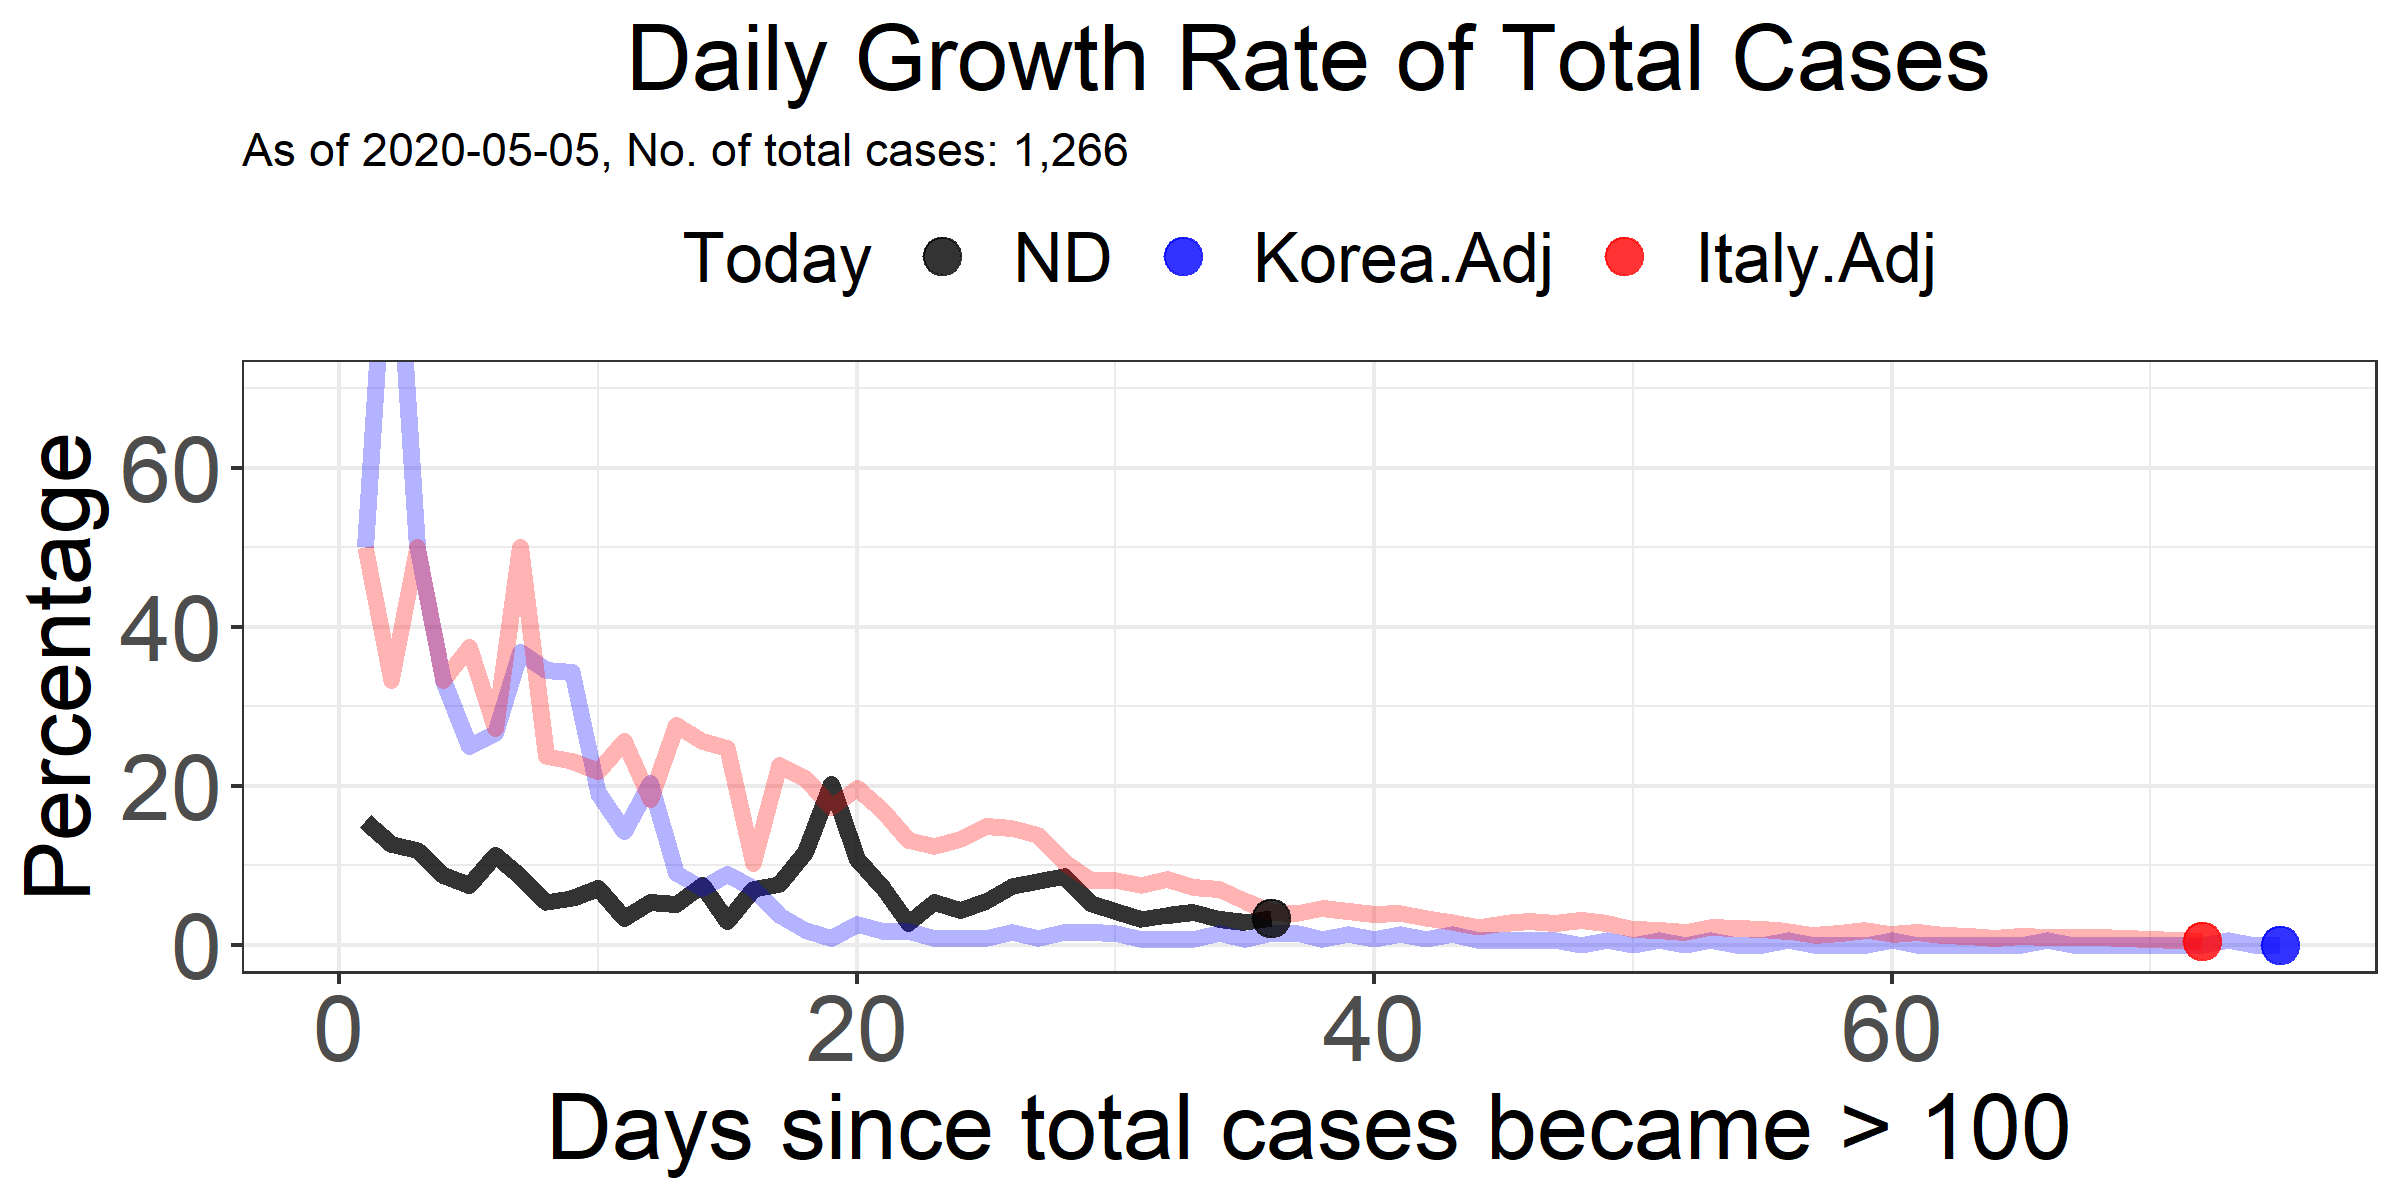 Daily Growth Rate of Total Cases
As of 2020-05-05, No. of total cases: 1,266
Today ND Korea.Adj Italy.Adj
Percentage
60
40
20
0
0 20 40 60
Days since total cases became > 100